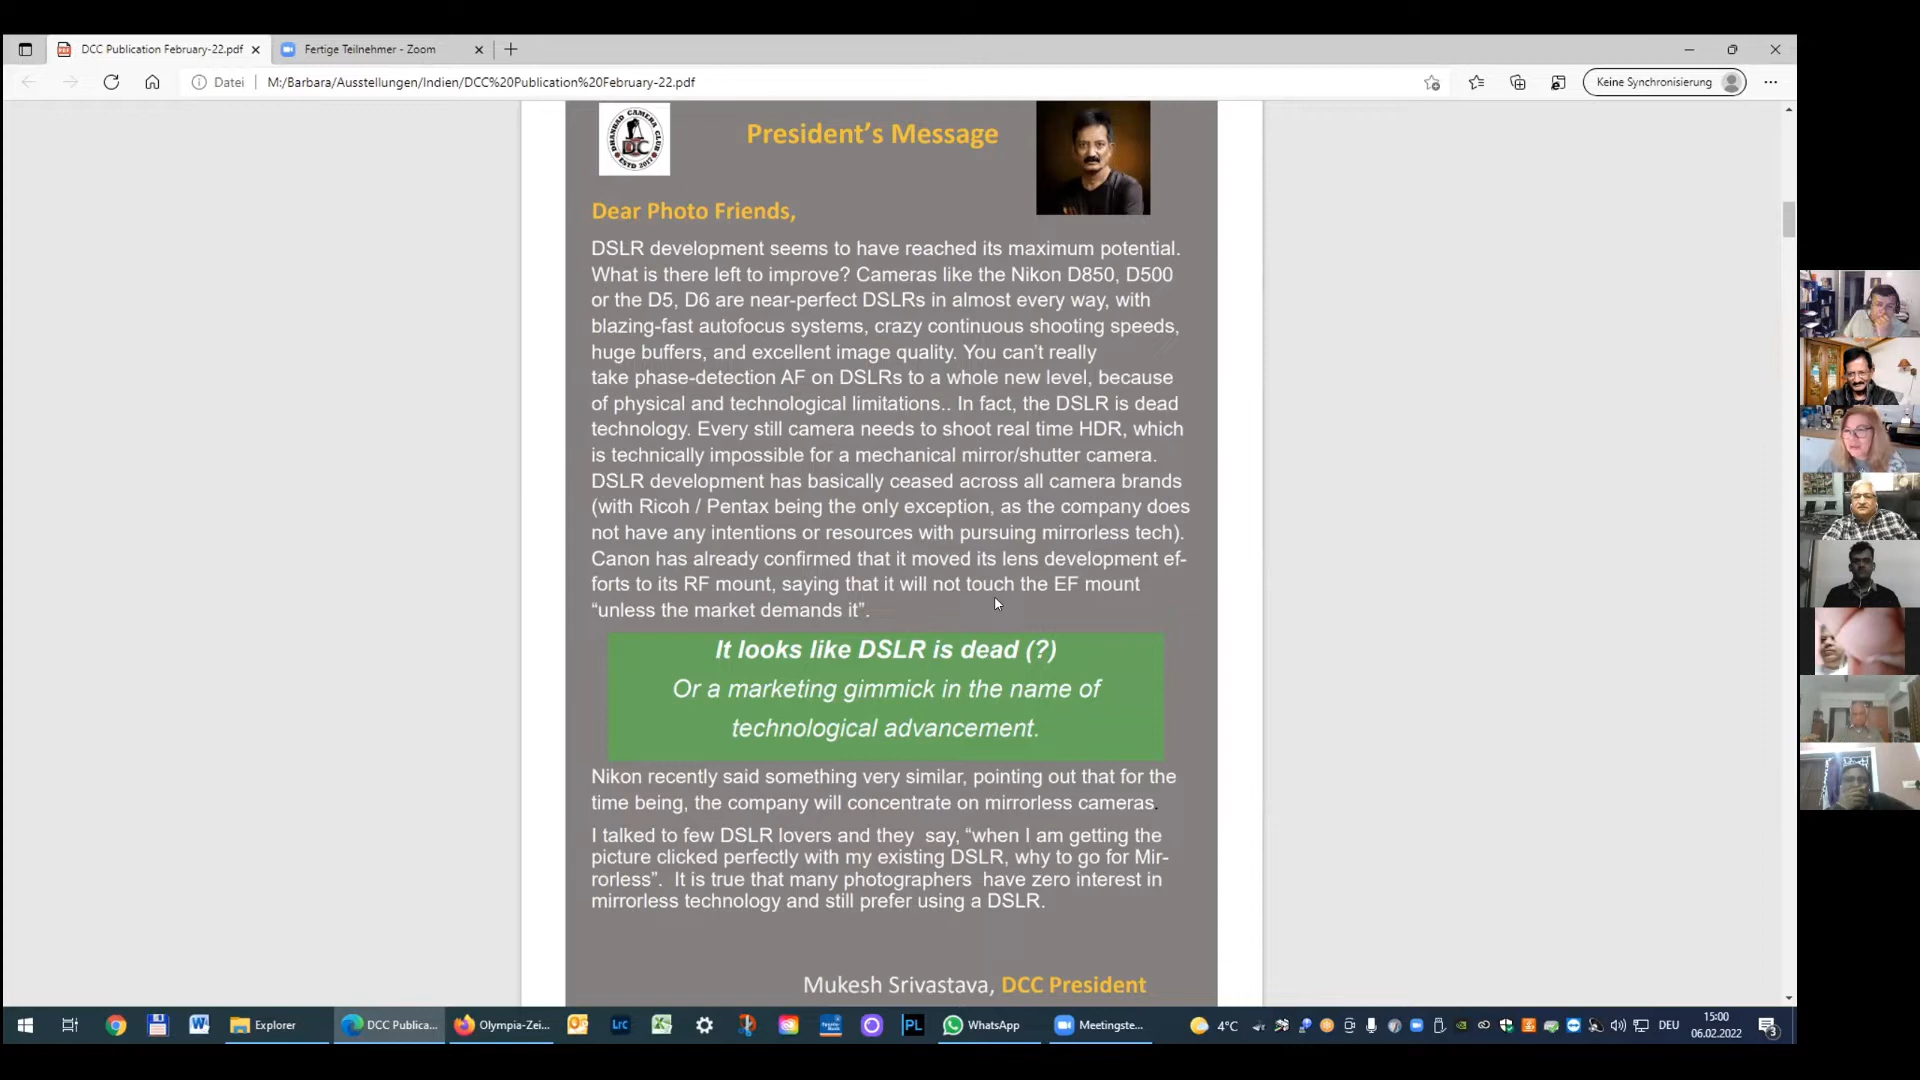 DCC Publication February-22.pdf
Fertige Teilnehmer - Zoom
Datei
M:/Barbara/Ausstellungen/Indien/DCC%20Publication%20February-22.pdf
Keine Synchronisierung
DHANBAD CAMERA CLUB
DC
ESTD 2017
President's Message
Dear Photo Friends,
DSLR development seems to have reached its maximum potential.
What is there left to improve? Cameras like the Nikon D850, D500
or the D5, D6 are near-perfect DSLRs in almost every way, with
blazing-fast autofocus systems, crazy continuous shooting speeds,
huge buffers, and excellent image quality. You can't really
take phase-detection AF on DSLRs to a whole new level, because
of physical and technological limitations.. In fact, the DSLR is dead
technology. Every still camera needs to shoot real time HDR, which
is technically impossible for a mechanical mirror/shutter camera.
DSLR development has basically ceased across all camera brands
(with Ricoh / Pentax being the only exception, as the company does
not have any intentions or resources with pursuing mirrorless tech).
Canon has already confirmed that it moved its lens development ef-
forts to its RF mount, saying that it will not touch the EF mount
“unless the market demands it”.
It looks like DSLR is dead (?)
Or a marketing gimmick in the name of
technological advancement.
Nikon recently said something very similar, pointing out that for the
time being, the company will concentrate on mirrorless cameras.
I talked to few DSLR lovers and they say, “when I am getting the
picture clicked perfectly with my existing DSLR, why to go for Mir-
rorless”. It is true that many photographers have zero interest in
mirrorless technology and still prefer using a DSLR.
Mukesh Srivastava, DCC President
Explorer
DCC Publica...
Olympia-Zei...
Lrc
PL
WhatsApp
Meetingste...
4°C
DEU
15:00
06.02.2022
3